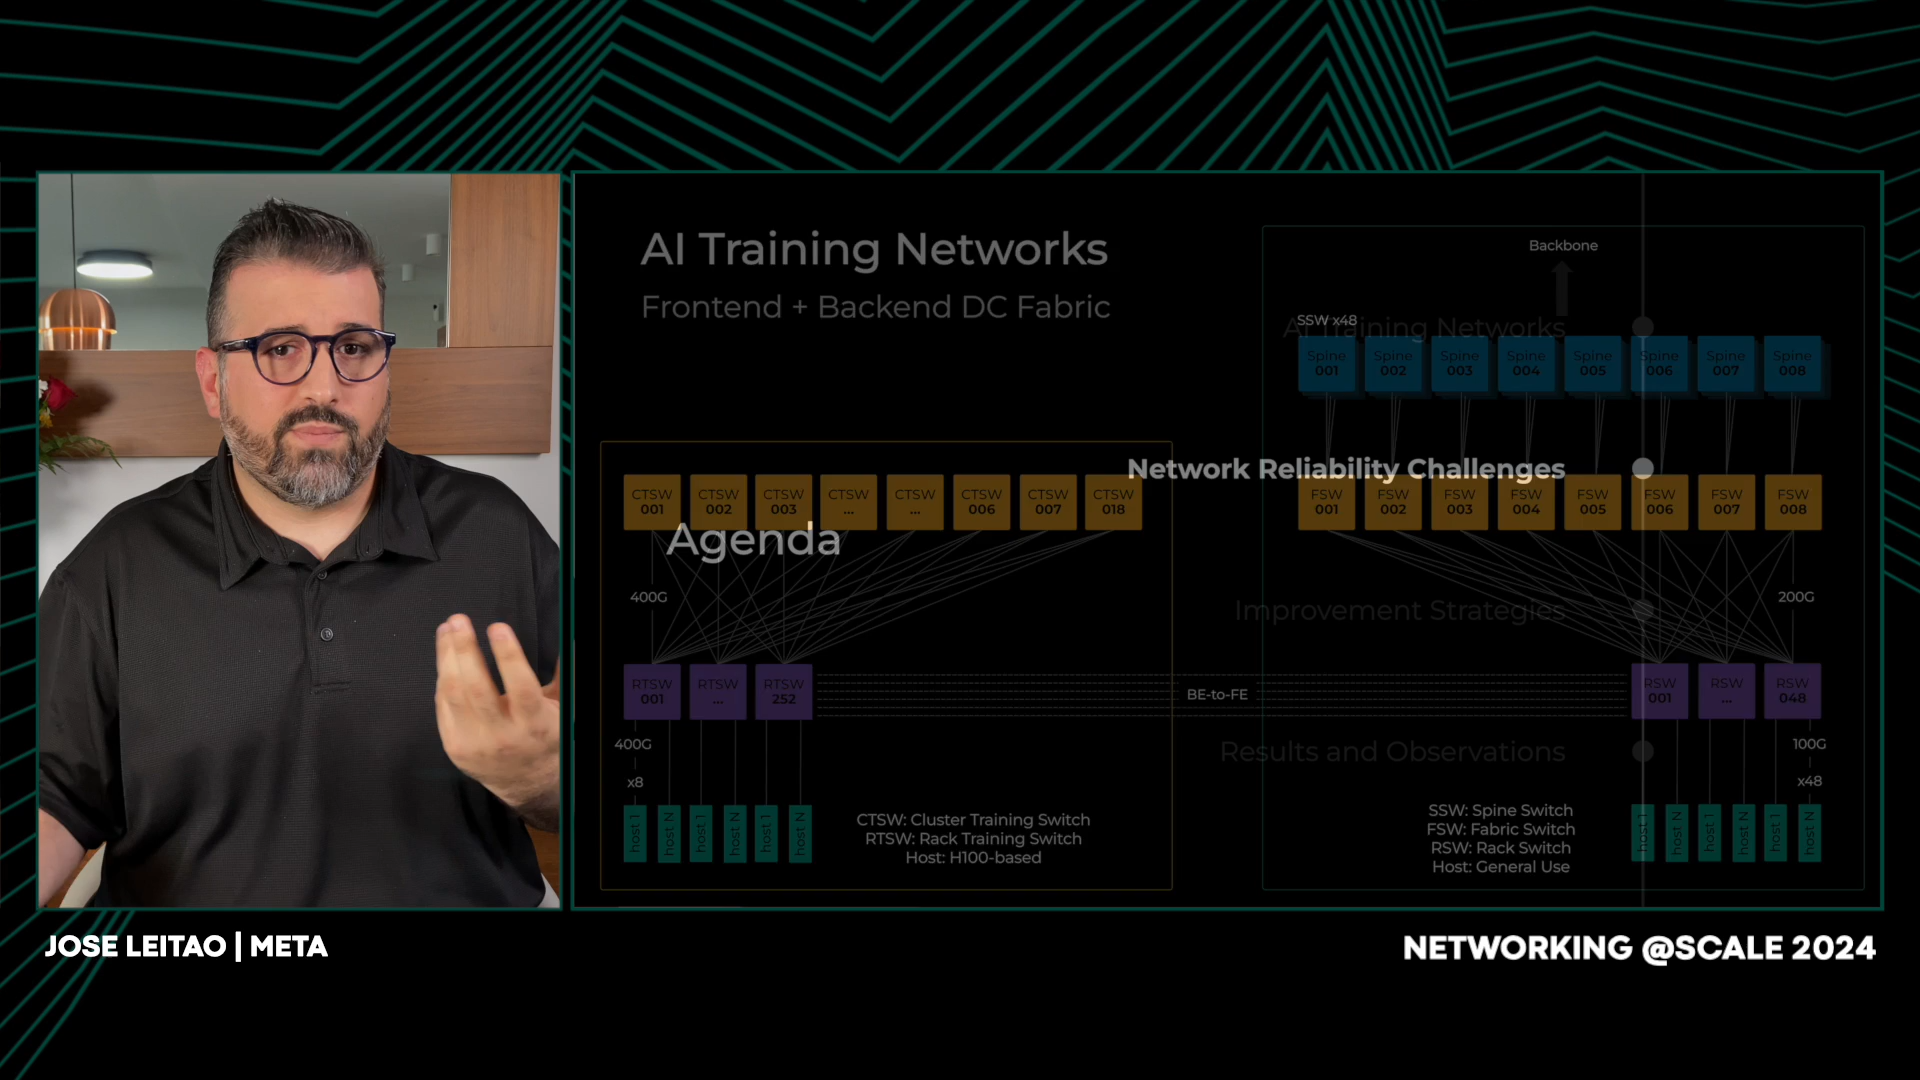 AI Training Networks
Frontend + Backend DC Fabric
Backbone
SSW x48
AI Training Networks
Spine 001
Spine 002
Spine 003
Spine 004
Spine 005
Spine 006
Spine 007
Spine 008
Network Reliability Challenges
CTSW 001
CTSW 002
CTSW 003
CTSW ...
CTSW ...
CTSW 006
CTSW 007
CTSW 018
FSW 001
FSW 002
FSW 003
FSW 004
FSW 005
FSW 006
FSW 007
FSW 008
Agenda
400G
200G
Improvement Strategies
RTSW 001
RTSW ...
RTSW 252
BE-to-FE
RSW 001
RSW ...
RSW 048
400G
x8
Results and Observations
100G
x48
host 1
host N
host 1
host N
host 1
host N
CTSW: Cluster Training Switch
RTSW: Rack Training Switch
Host: H100-based
SSW: Spine Switch
FSW: Fabric Switch
RSW: Rack Switch
Host: General Use
host 1
host N
host 1
host N
host 1
host N
JOSE LEITAO | META
NETWORKING @SCALE 2024